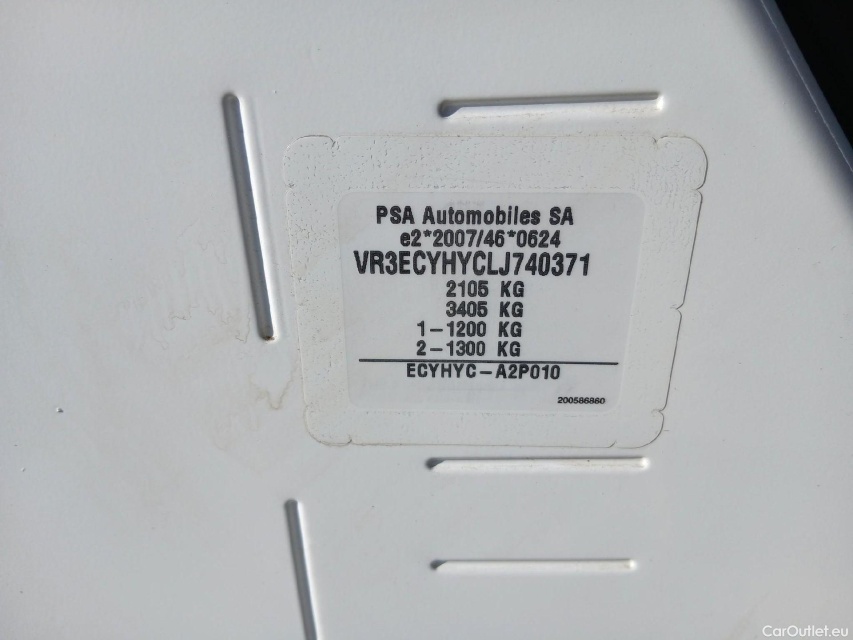 PSA Automobiles SA
e2*2007/46*0624
VR3ECYHYCLJ740371
2105 KG
3405 KG
1-1200 KG
2-1300 KG
ECYHYC-A2P010
200586860
CarOutlet.eu